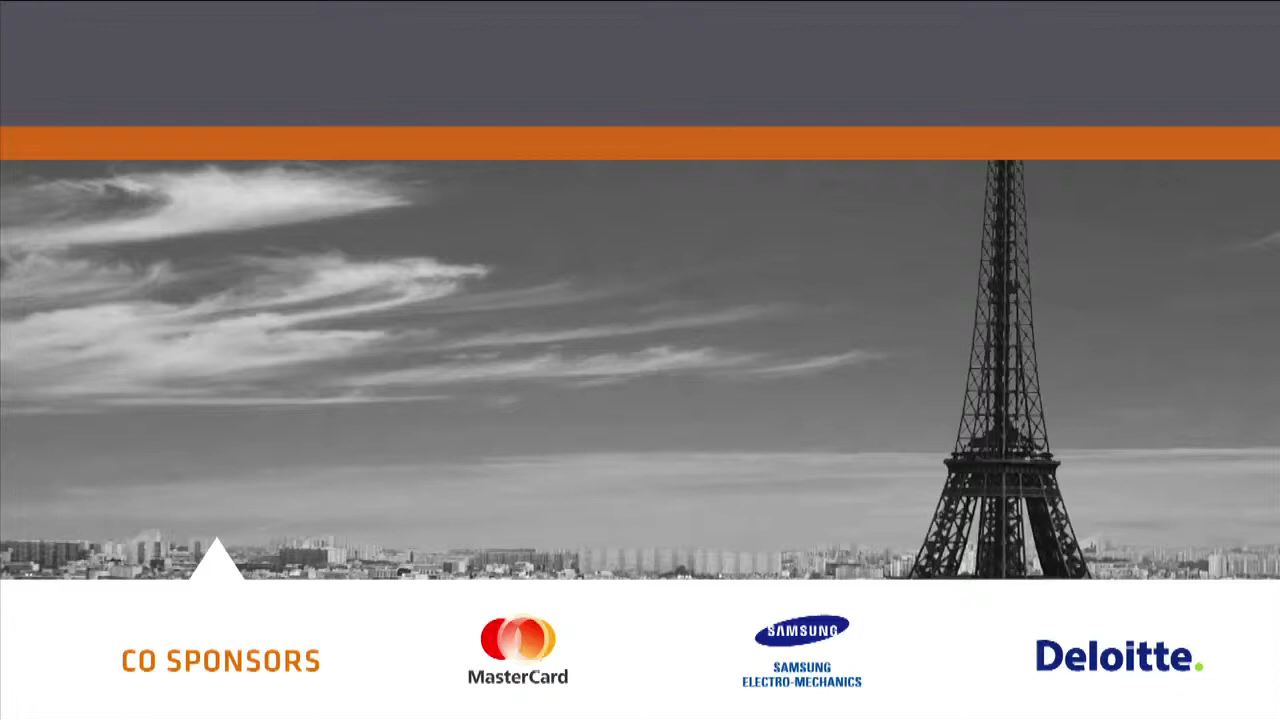 CO SPONSORS
MasterCard
SAMSUNG
SAMSUNG
ELECTRO-MECHANICS
Deloitte.